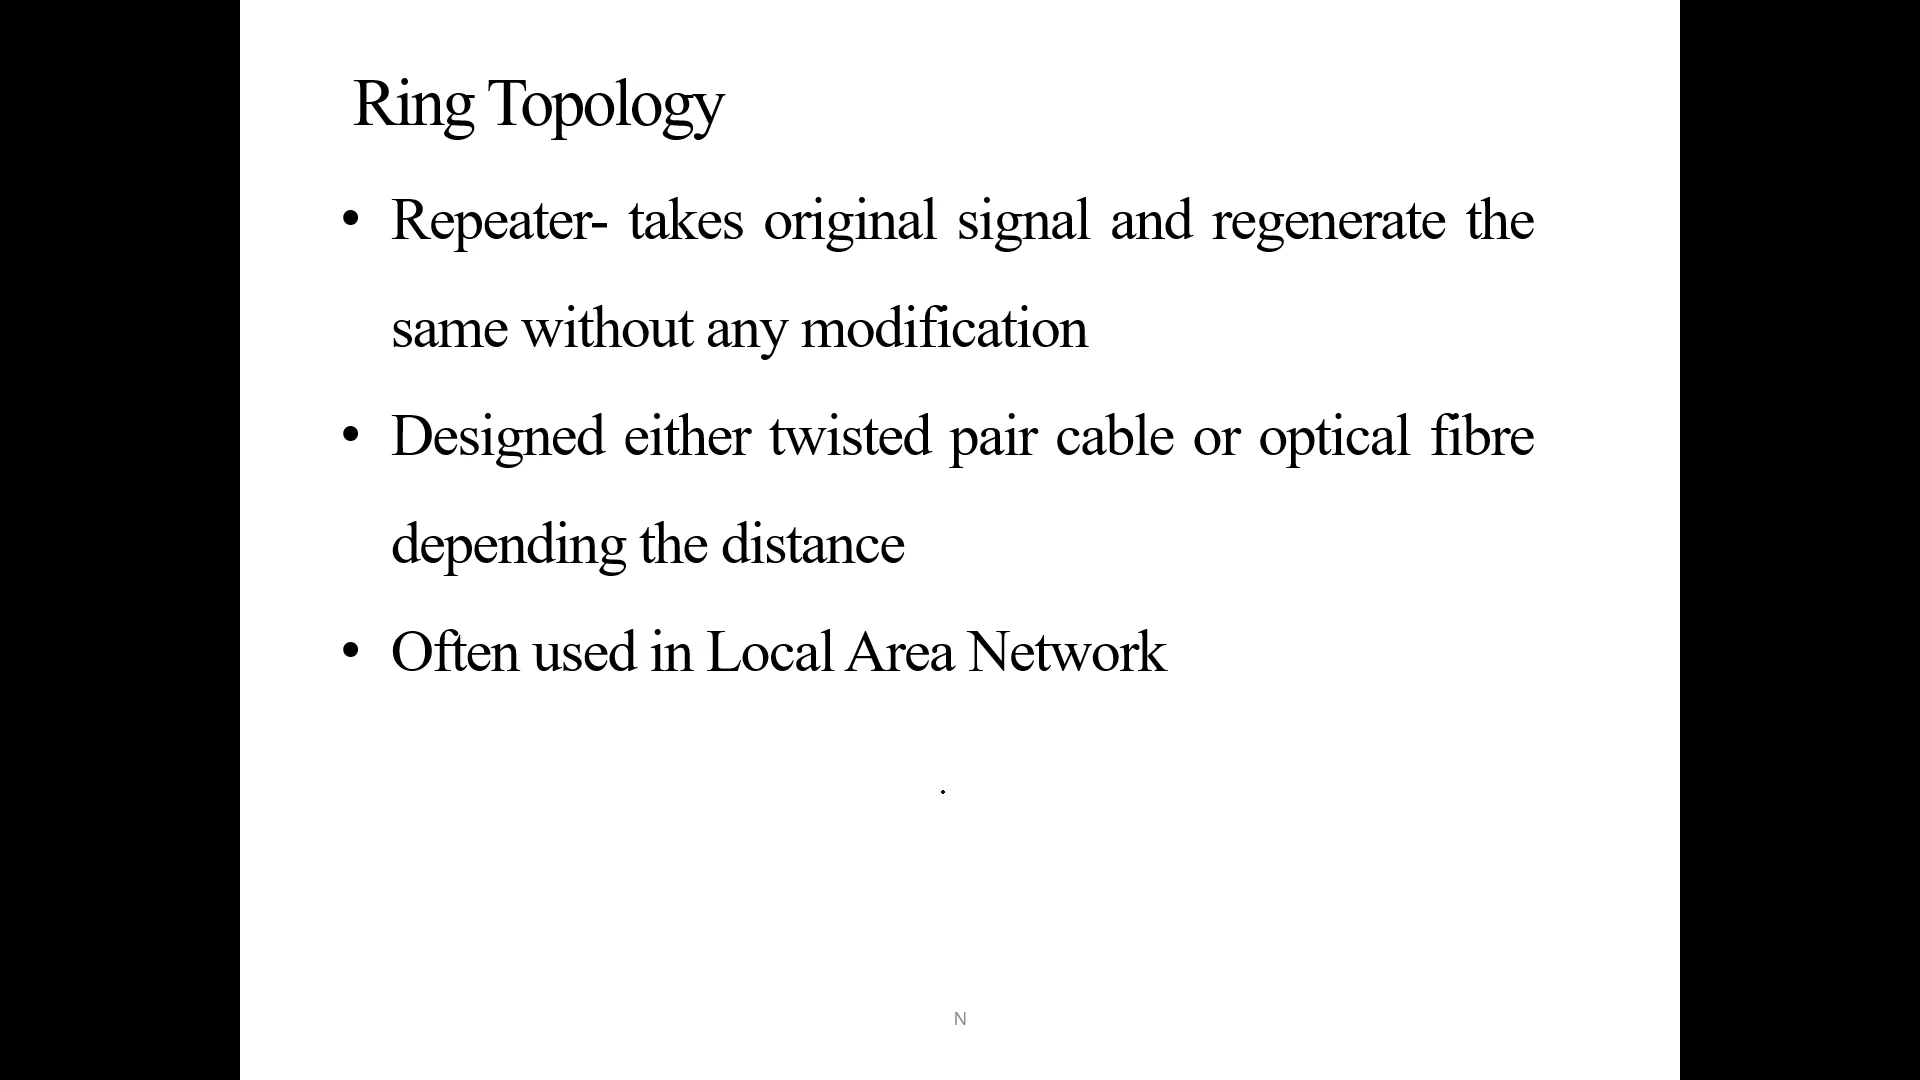 Ring Topology
• Repeater- takes original signal and regenerate the
same without any modification
• Designed either twisted pair cable or optical fibre
depending the distance
• Often used in Local Area Network
.
N